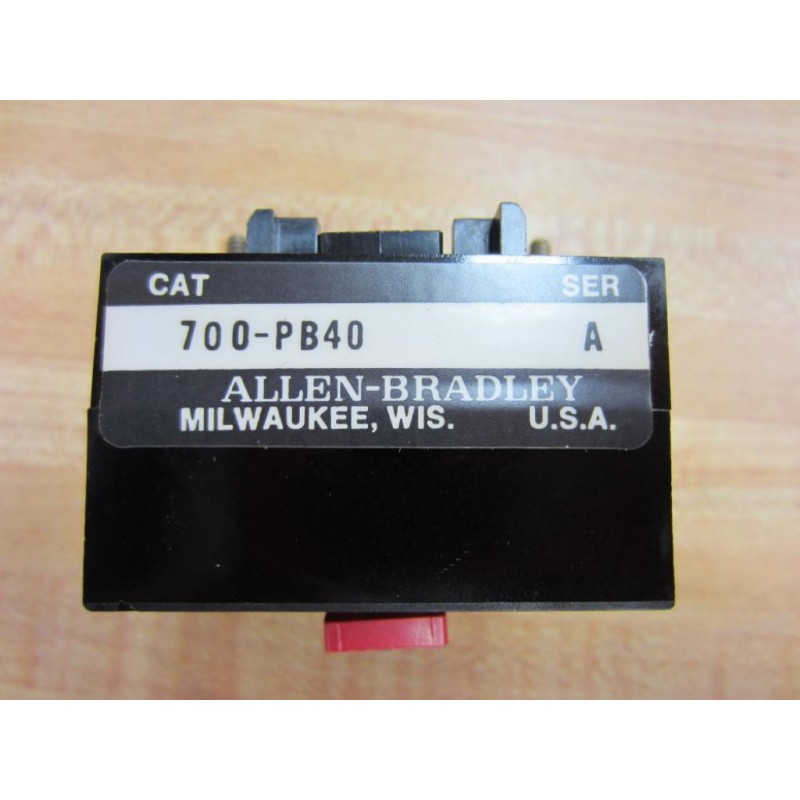 CAT SER
700-PB40 A
ALLEN-BRADLEY
MILWAUKEE, WIS. U.S.A.